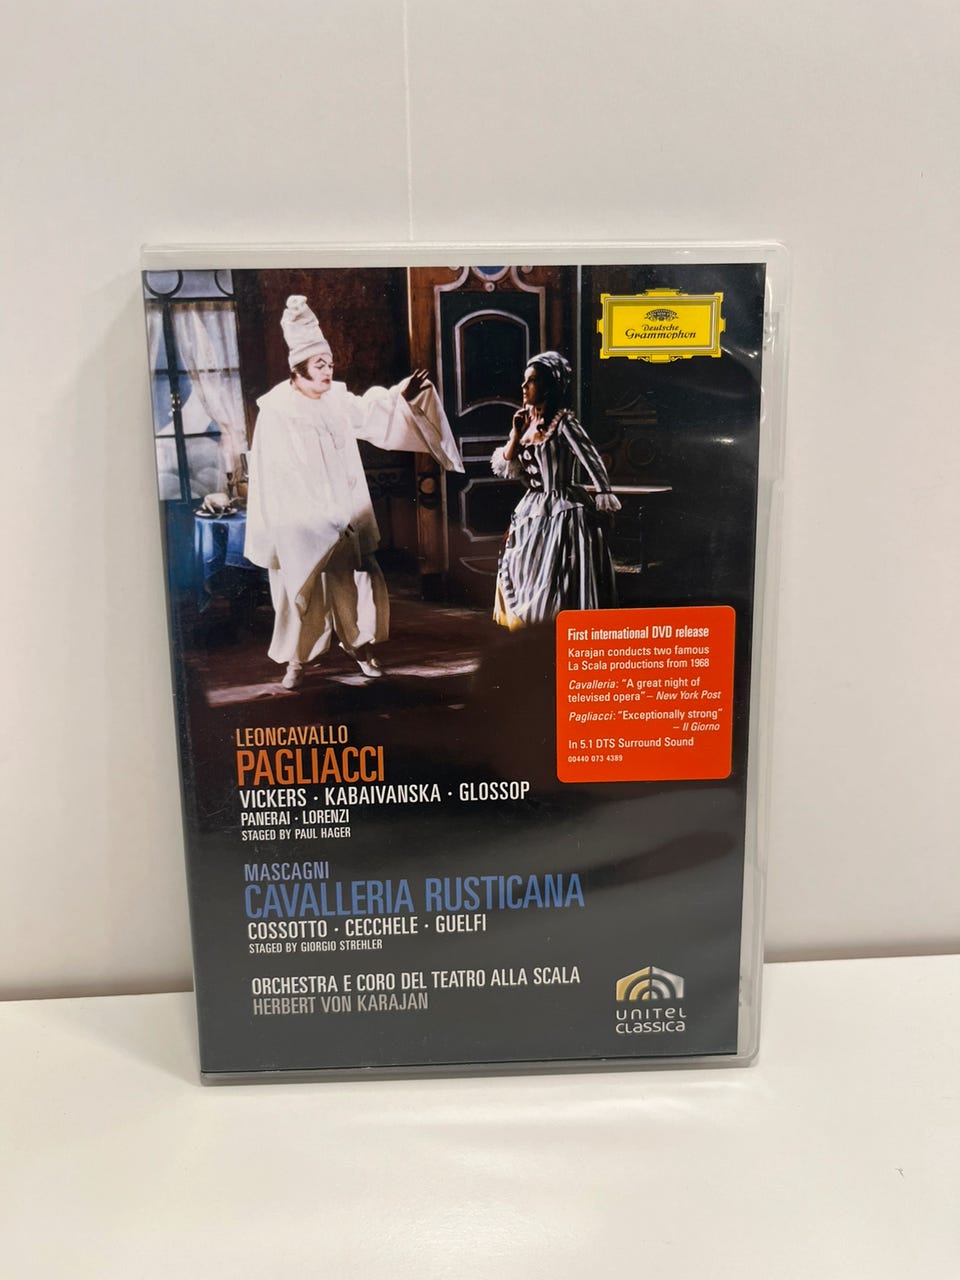 Deutsche
Grammophon
First international DVD release
Karajan conducts two famous
La Scala productions from 1968
Cavalleria: “A great night of
televised opera” – New York Post
Pagliacci: “Exceptionally strong”
– Il Giorno
In 5.1 DTS Surround Sound
00440 073 4389
LEONCAVALLO
PAGLIACCI
VICKERS · KABAIVANSKA · GLOSSOP
PANERAI · LORENZI
STAGED BY PAUL HAGER
MASCAGNI
CAVALLERIA RUSTICANA
COSSOTTO · CECCHELE · GUELFI
STAGED BY GIORGIO STREHLER
ORCHESTRA E CORO DEL TEATRO ALLA SCALA
HERBERT VON KARAJAN
UNITEL
CLASSICA